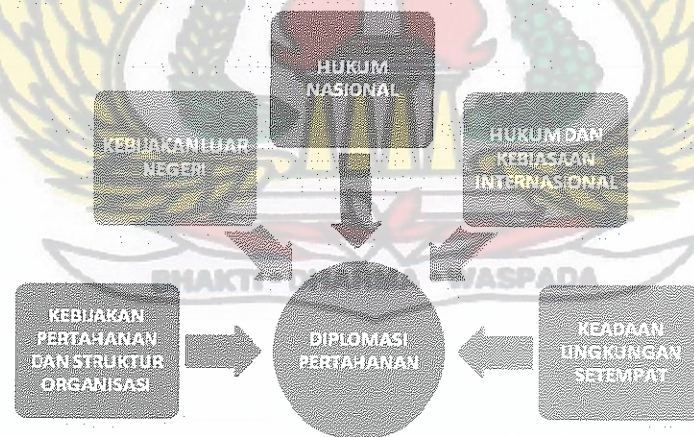 HUKUM
NASIONAL
KEBIJAKAN LUAR
NEGERI
HUKUM DAN
KEBIASAAN
INTERNASIONAL
BHAKTI DHARMA WASPADA
KEBIJAKAN
PERTAHANAN
DAN STRUKTUR
ORGANISASI
DIPLOMASI
PERTAHANAN
KEADAAN
LINGKUNGAN
SETEMPAT